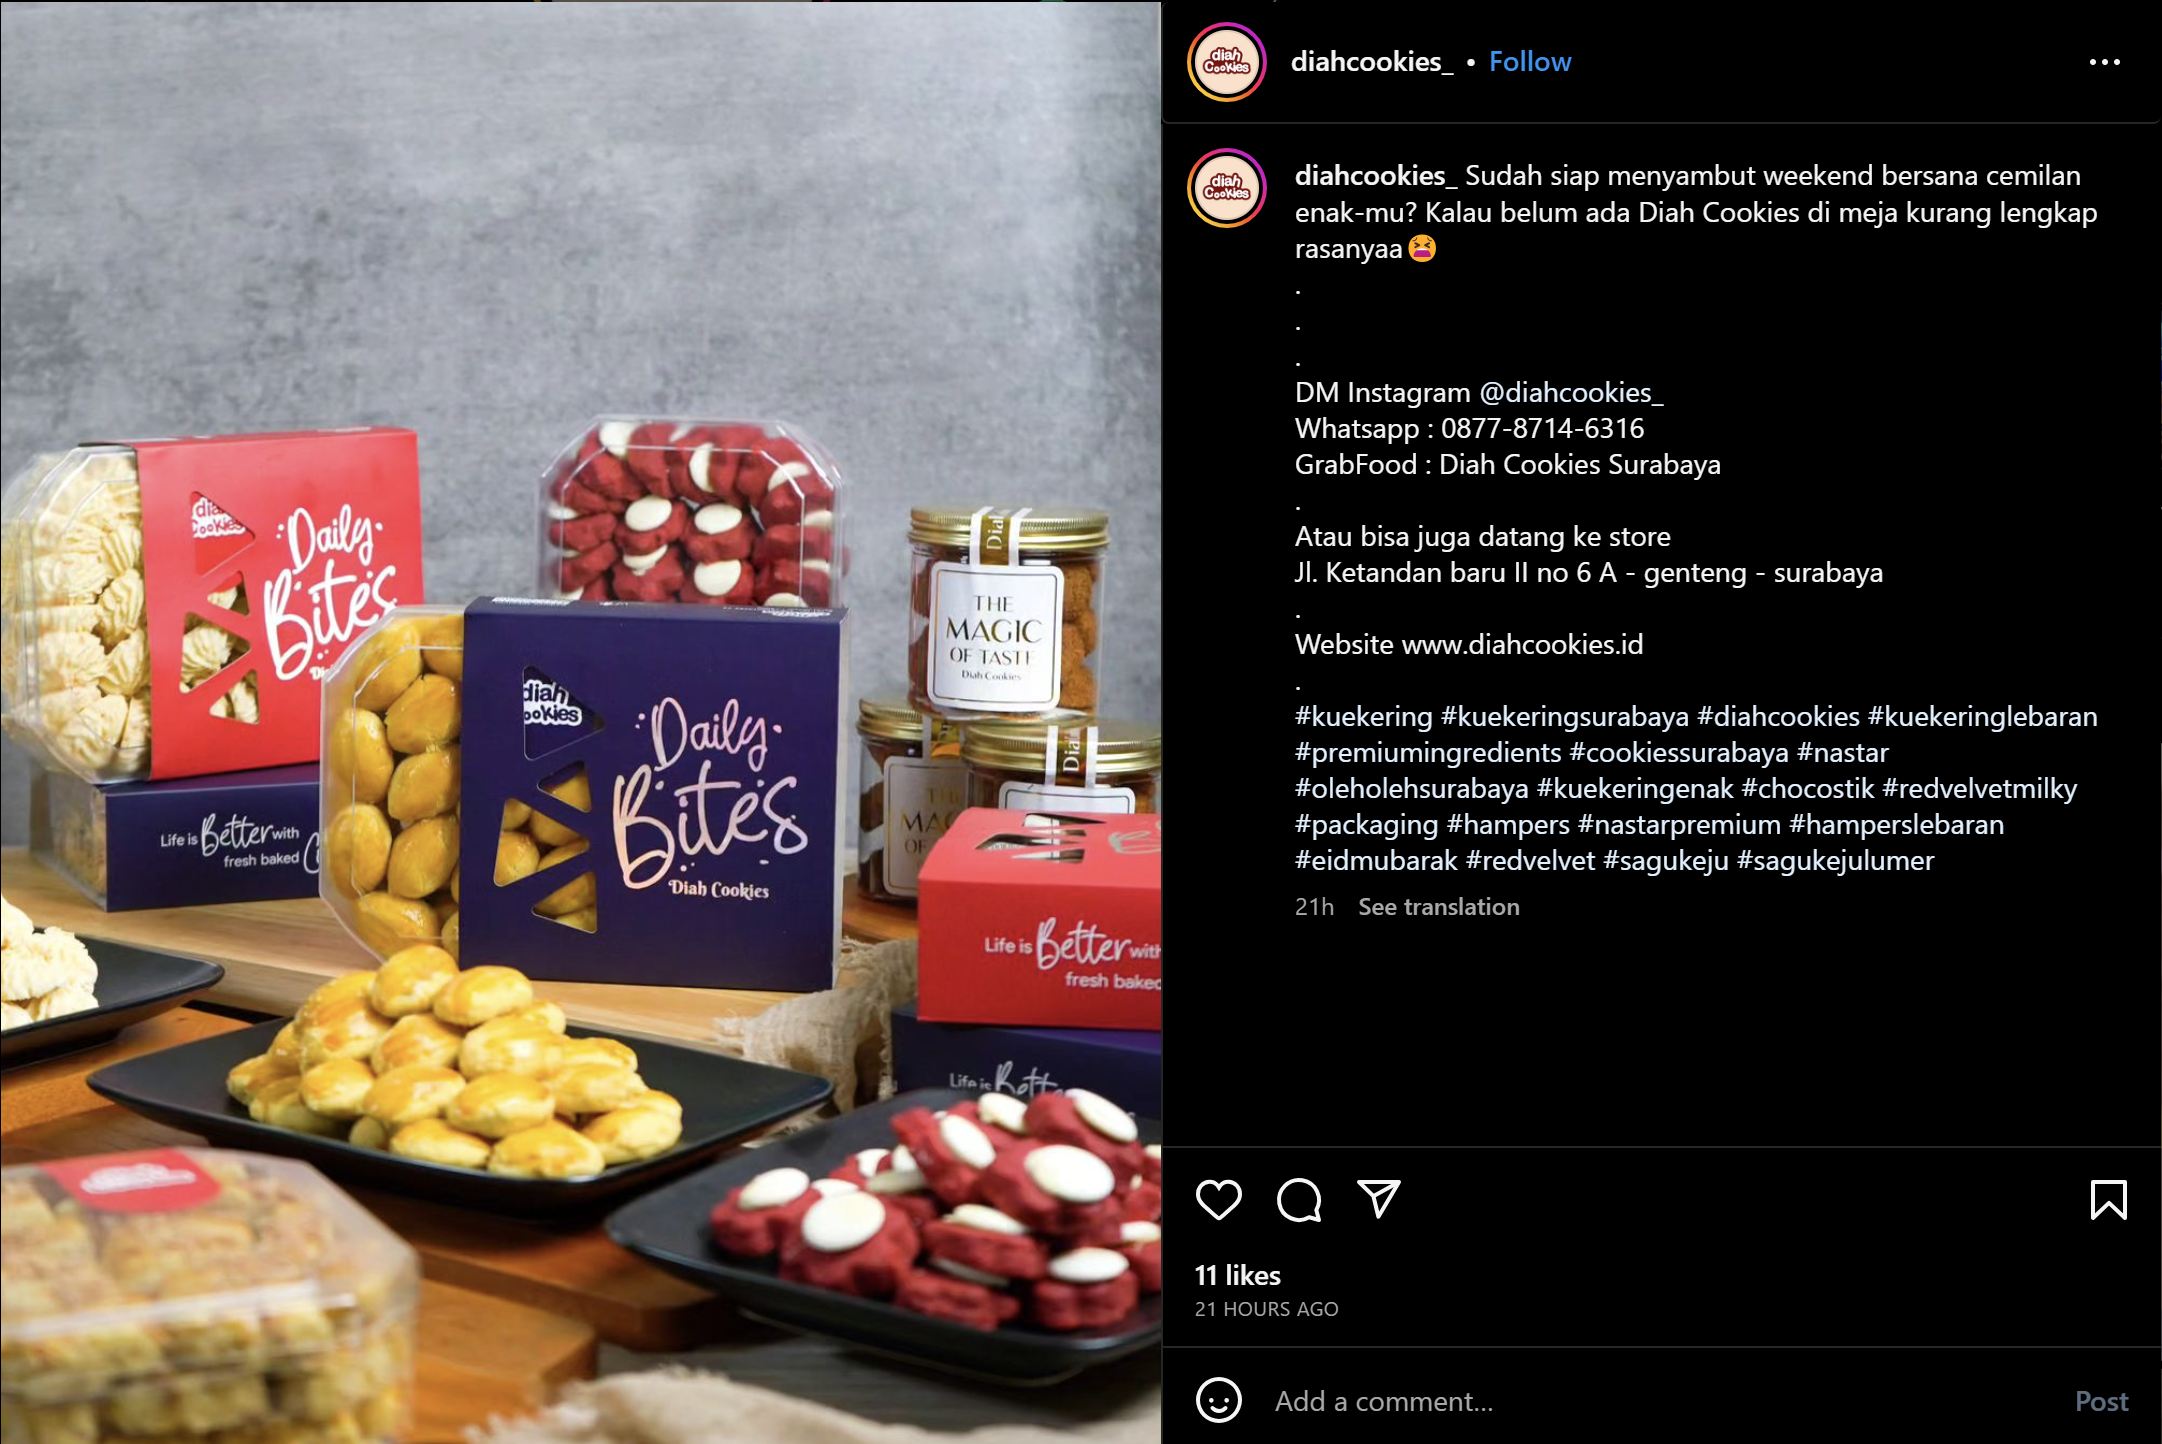 diah
Cookies
Daily
Bites
diah
Cookies
Daily
Bites
Diah Cookies
THE
MAGIC
OF TASTE
Diah Cookies
Life is Better with
fresh baked
Life is Better with
fresh baked
Life is
diah
Cookies
diahcookies_ • Follow
diah
Cookies
diahcookies_ Sudah siap menyambut weekend bersana cemilan
enak-mu? Kalau belum ada Diah Cookies di meja kurang lengkap
rasanyaa😫
.
.
.
DM Instagram @diahcookies_
Whatsapp : 0877-8714-6316
GrabFood : Diah Cookies Surabaya
.
Atau bisa juga datang ke store
Jl. Ketandan baru II no 6 A - genteng - surabaya
.
Website www.diahcookies.id
.
#kuekering #kuekeringsurabaya #diahcookies #kuekeringlebaran
#premiumingredients #cookiessurabaya #nastar
#oleholehsurabaya #kuekeringenak #chocostik #redvelvetmilky
#packaging #hampers #nastarpremium #hamperslebaran
#eidmubarak #redvelvet #sagukeju #sagukejulumer
21h See translation
11 likes
21 HOURS AGO
Add a comment...
Post